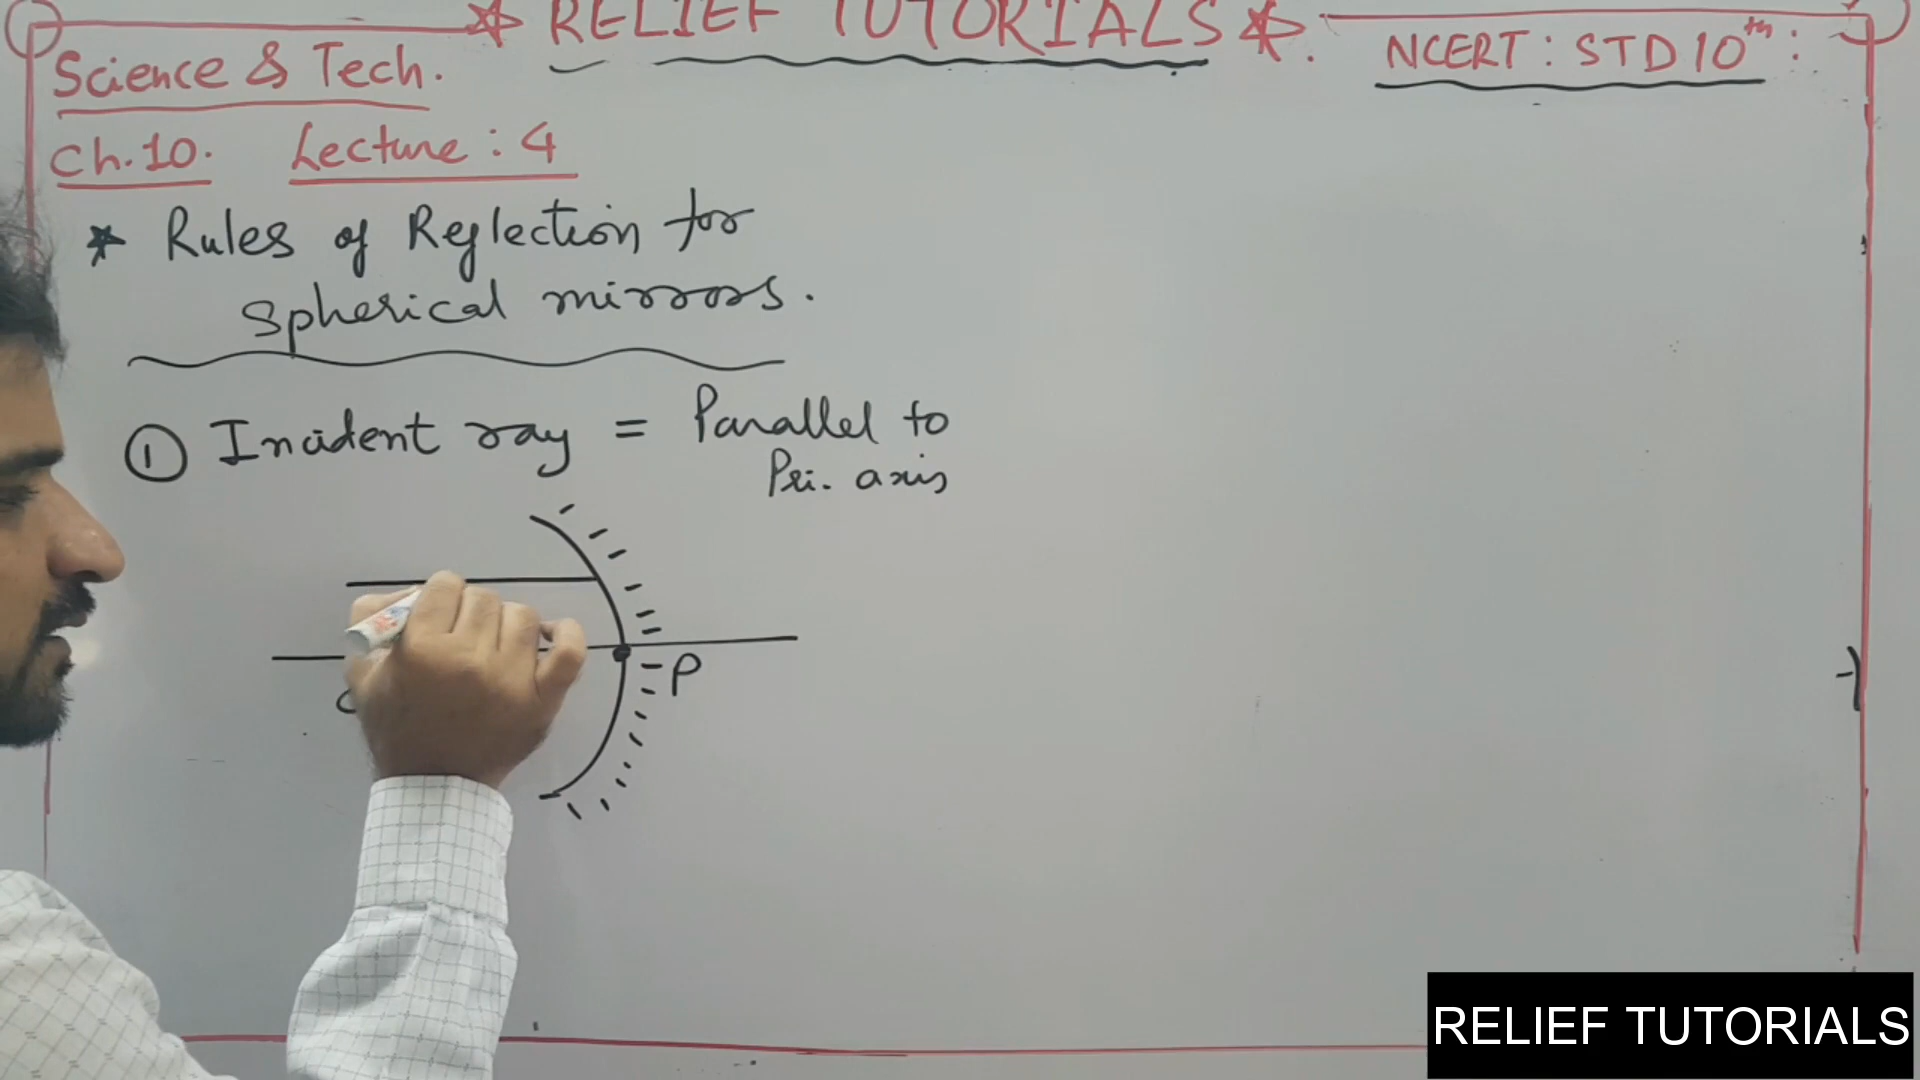 RELIEF TUTORIALS
NCERT : STD 10th :
Science & Tech.
Ch. 10. Lecture : 4
Rules of Reflection for
Spherical mirrors.
① Incident ray = Parallel to
Pri. axis
P
RELIEF TUTORIALS